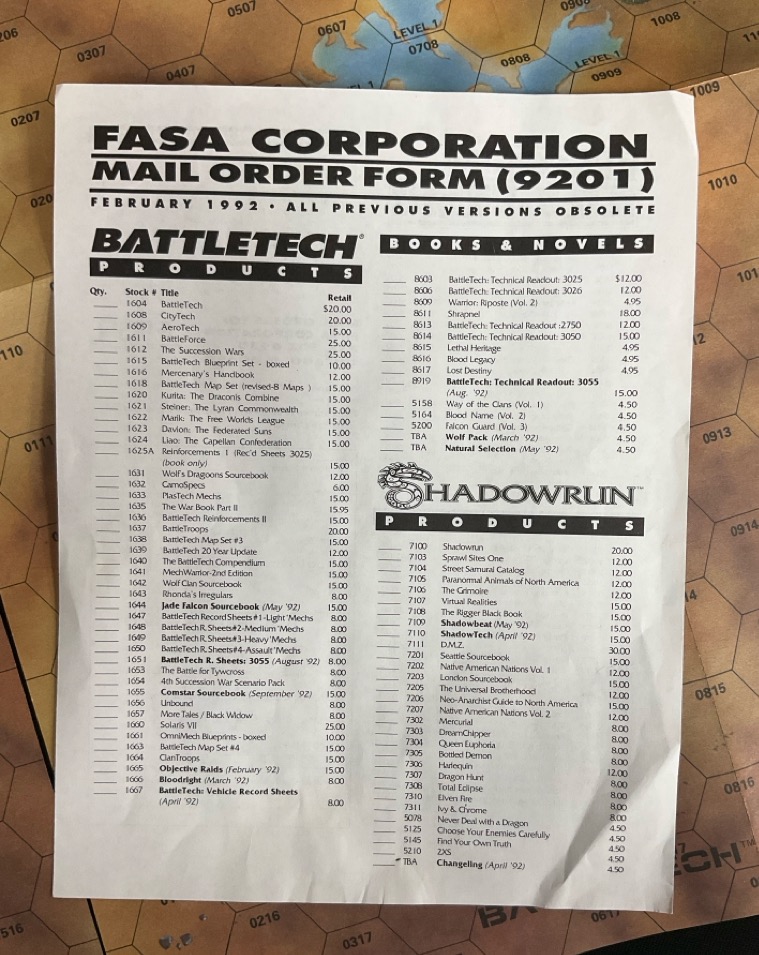 0507
0607
0708
0808
0908
1008
LEVEL 1
LEVEL 1
0909
1009
0307
0407
0207
FASA CORPORATION
MAIL ORDER FORM (9201)
FEBRUARY 1992 • ALL PREVIOUS VERSIONS OBSOLETE
BATTLETECH®
PRODUCTS
Qty. Stock # Title Retail
1604 BattleTech $20.00
1608 CityTech 20.00
1609 AeroTech 15.00
1611 BattleForce 25.00
1612 The Succession Wars 25.00
1615 BattleTech Blueprint Set - boxed 10.00
1616 Mercenary's Handbook 12.00
1618 BattleTech Map Set (revised-8 Maps ) 15.00
1620 Kurita: The Draconis Combine 15.00
1621 Steiner: The Lyran Commonwealth 15.00
1622 Marik: The Free Worlds League 15.00
1623 Davion: The Federated Suns 15.00
1624 Liao: The Capellan Confederation 15.00
1625A Reinforcements 1 (Rec'd Sheets 3025)
(book only) 15.00
1631 Wolf's Dragoons Sourcebook 12.00
1632 CamoSpecs 6.00
1633 PlasTech Mechs 15.00
1635 The War Book Part II 15.95
1636 BattleTech Reinforcements II 15.00
1637 BattleTroops 20.00
1638 BattleTech Map Set #3 15.00
1639 BattleTech 20 Year Update 12.00
1640 The BattleTech Compendium 15.00
1641 MechWarrior-2nd Edition 15.00
1642 Wolf Clan Sourcebook 15.00
1643 Rhonda's Irregulars 8.00
1644 Jade Falcon Sourcebook (May '92) 15.00
1647 BattleTech Record Sheets #1-Light 'Mechs 8.00
1648 BattleTech R. Sheets#2-Medium 'Mechs 8.00
1649 BattleTech R. Sheets#3-Heavy 'Mechs 8.00
1650 BattleTech R. Sheets#4-Assault 'Mechs 8.00
1651 BattleTech R. Sheets: 3055 (August '92) 8.00
1653 The Battle for Twycross 8.00
1654 4th Succession War Scenario Pack 8.00
1655 Comstar Sourcebook (September '92) 15.00
1656 Unbound 8.00
1657 More Tales / Black Widow 8.00
1660 Solaris VII 25.00
1661 OmniMech Blueprints - boxed 10.00
1663 BattleTech Map Set #4 15.00
1664 ClanTroops 15.00
1665 Objective Raids (February '92) 15.00
1666 Bloodright (March '92) 8.00
1667 BattleTech: Vehicle Record Sheets
(April '92) 8.00
BOOKS & NOVELS
8603 BattleTech: Technical Readout: 3025 $12.00
8606 BattleTech: Technical Readout: 3026 12.00
8609 Warrior: Riposte (Vol. 2) 4.95
8611 Shrapnel 18.00
8613 BattleTech: Technical Readout :2750 12.00
8614 BattleTech: Technical Readout: 3050 15.00
8615 Lethal Heritage 4.95
8616 Blood Legacy 4.95
8617 Lost Destiny 4.95
8919 BattleTech: Technical Readout: 3055
(Aug. '92) 15.00
5158 Way of the Clans (Vol. 1) 4.50
5164 Blood Name (Vol. 2) 4.50
5200 Falcon Guard (Vol. 3) 4.50
TBA Wolf Pack (March '92) 4.50
TBA Natural Selection (May '92) 4.50
SHADOWRUN™
PRODUCTS
7100 Shadowrun 20.00
7103 Sprawl Sites One 12.00
7104 Street Samurai Catalog 12.00
7105 Paranormal Animals of North America 12.00
7106 The Grimoire 12.00
7107 Virtual Realities 15.00
7108 The Rigger Black Book 15.00
7109 Shadowbeat (May '92) 15.00
7110 ShadowTech (April '92) 15.00
7111 D.M.Z. 30.00
7201 Seattle Sourcebook 15.00
7202 Native American Nations Vol. 1 12.00
7203 London Sourcebook 15.00
7205 The Universal Brotherhood 12.00
7206 Neo-Anarchist Guide to North America 15.00
7207 Native American Nations Vol. 2 12.00
7302 Mercurial 8.00
7303 DreamChipper 8.00
7304 Queen Euphoria 8.00
7305 Bottled Demon 8.00
7306 Harlequin 12.00
7307 Dragon Hunt 8.00
7308 Total Eclipse 8.00
7310 Elven Fire 8.00
7311 Ivy & Chrome 8.00
5078 Never Deal with a Dragon 4.50
5125 Choose Your Enemies Carefully 4.50
5145 Find Your Own Truth 4.50
5210 2XS 4.50
TBA Changeling (April '92) 4.50
1010
0913
0914
0815
0816
0111
0216
0317